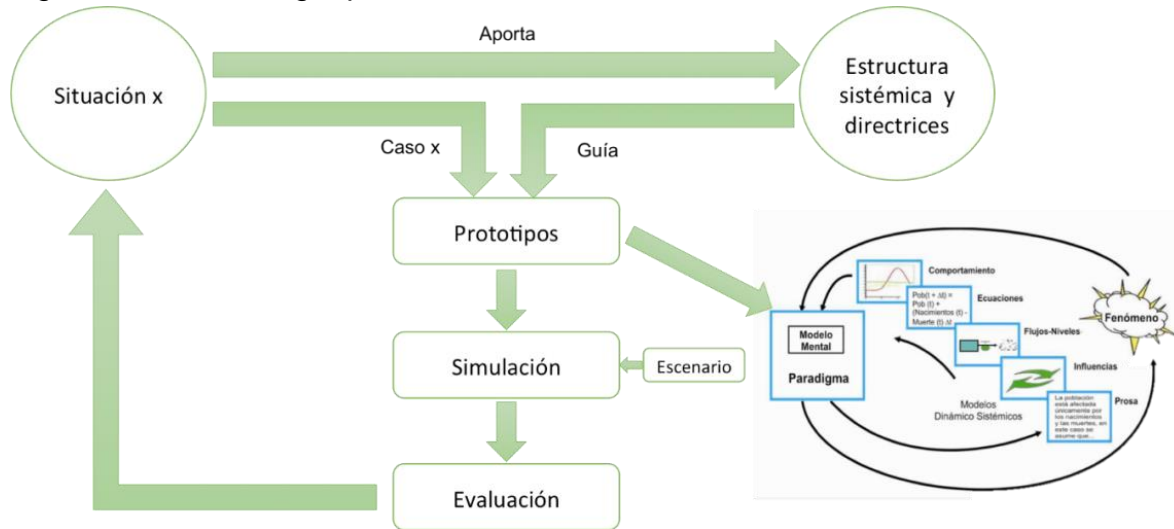 Aporta
Situación x
Estructura
sistémica y
directrices
Caso x
Guía
Prototipos
Simulación
Escenario
Evaluación
Comportamiento
Ecuaciones
Pob(t + Δt) =
Pob (t) +
(Nacimientos (t) -
Muerte (t) Δt
Fenómeno
Flujos-Niveles
Modelo
Mental
Paradigma
Influencias
Modelos
Dinámico Sistémicos
Prosa
La población
está afectada
únicamente por
los nacimientos
y las muertes, en
este caso se
asume que...